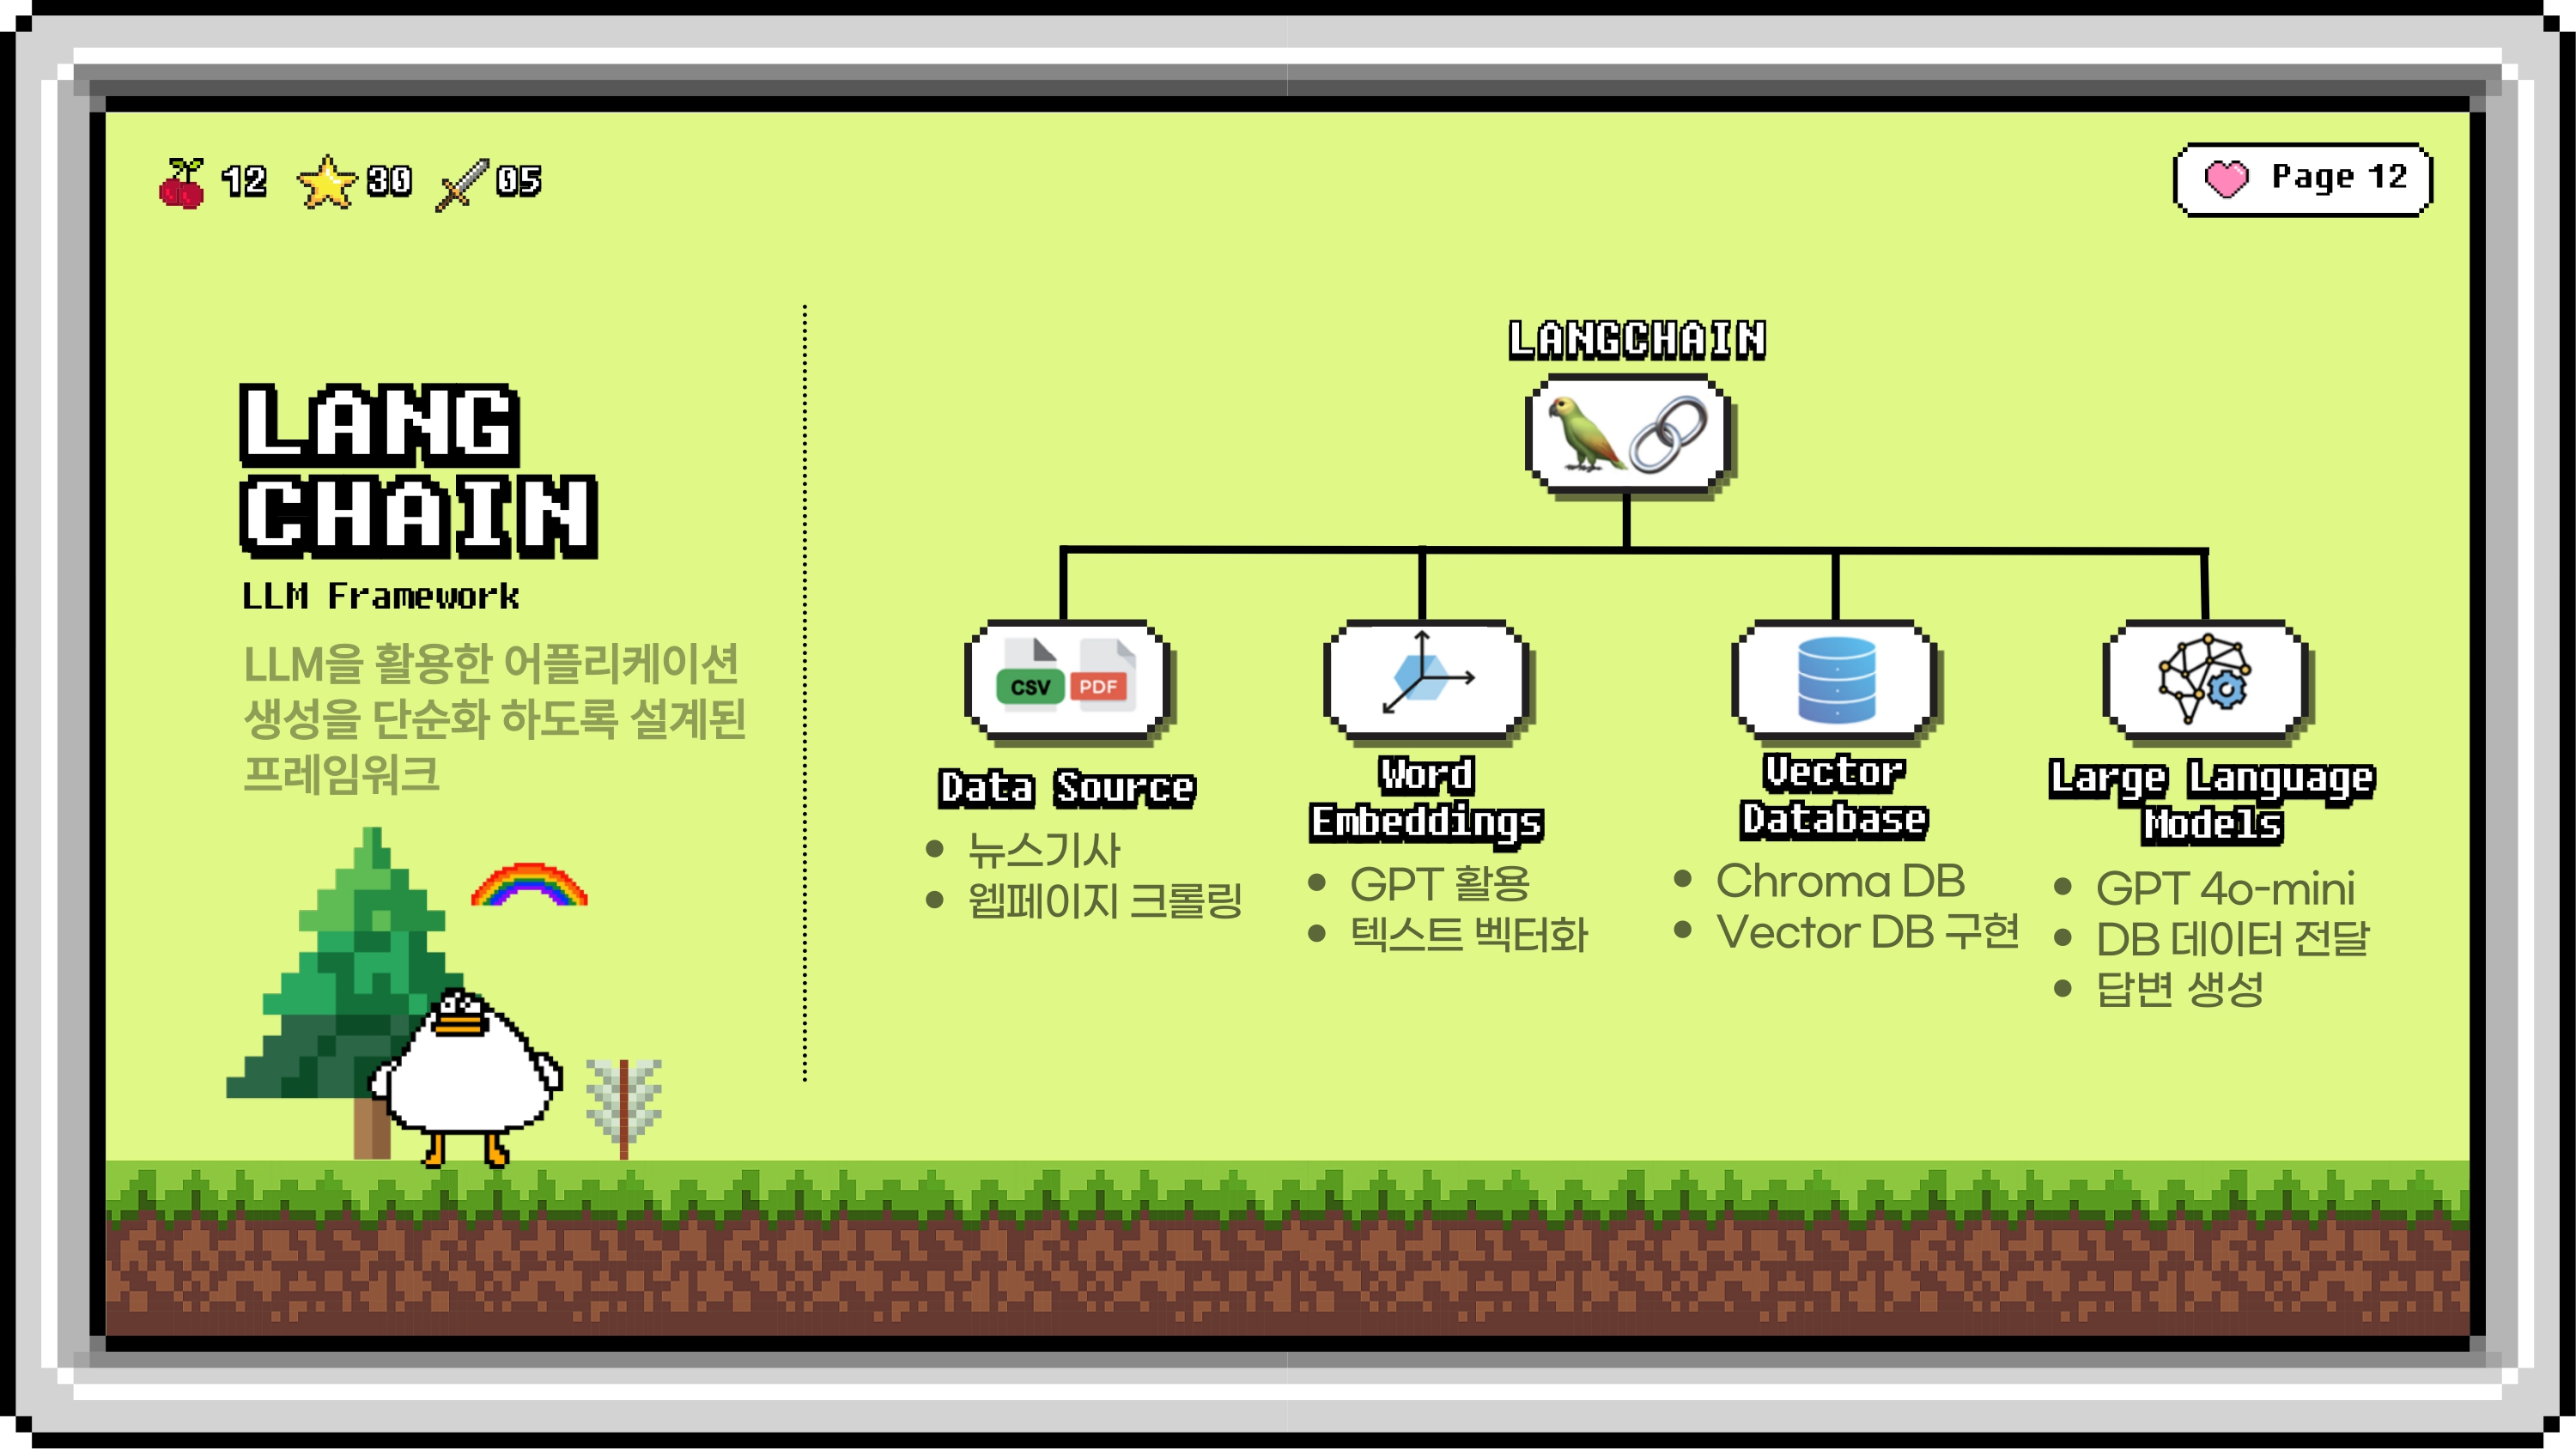 12 30 05
Page 12
LANG
CHAIN
LLM Framework
LLM을 활용한 어플리케이션
생성을 단순화 하도록 설계된
프레임워크
LANGCHAIN
CSV PDF
Data Source
• 뉴스기사
• 웹페이지 크롤링
Word
Embeddings
• GPT 활용
• 텍스트 벡터화
Vector
Database
• Chroma DB
• Vector DB 구현
Large Language
Models
• GPT 4o-mini
• DB 데이터 전달
• 답변 생성